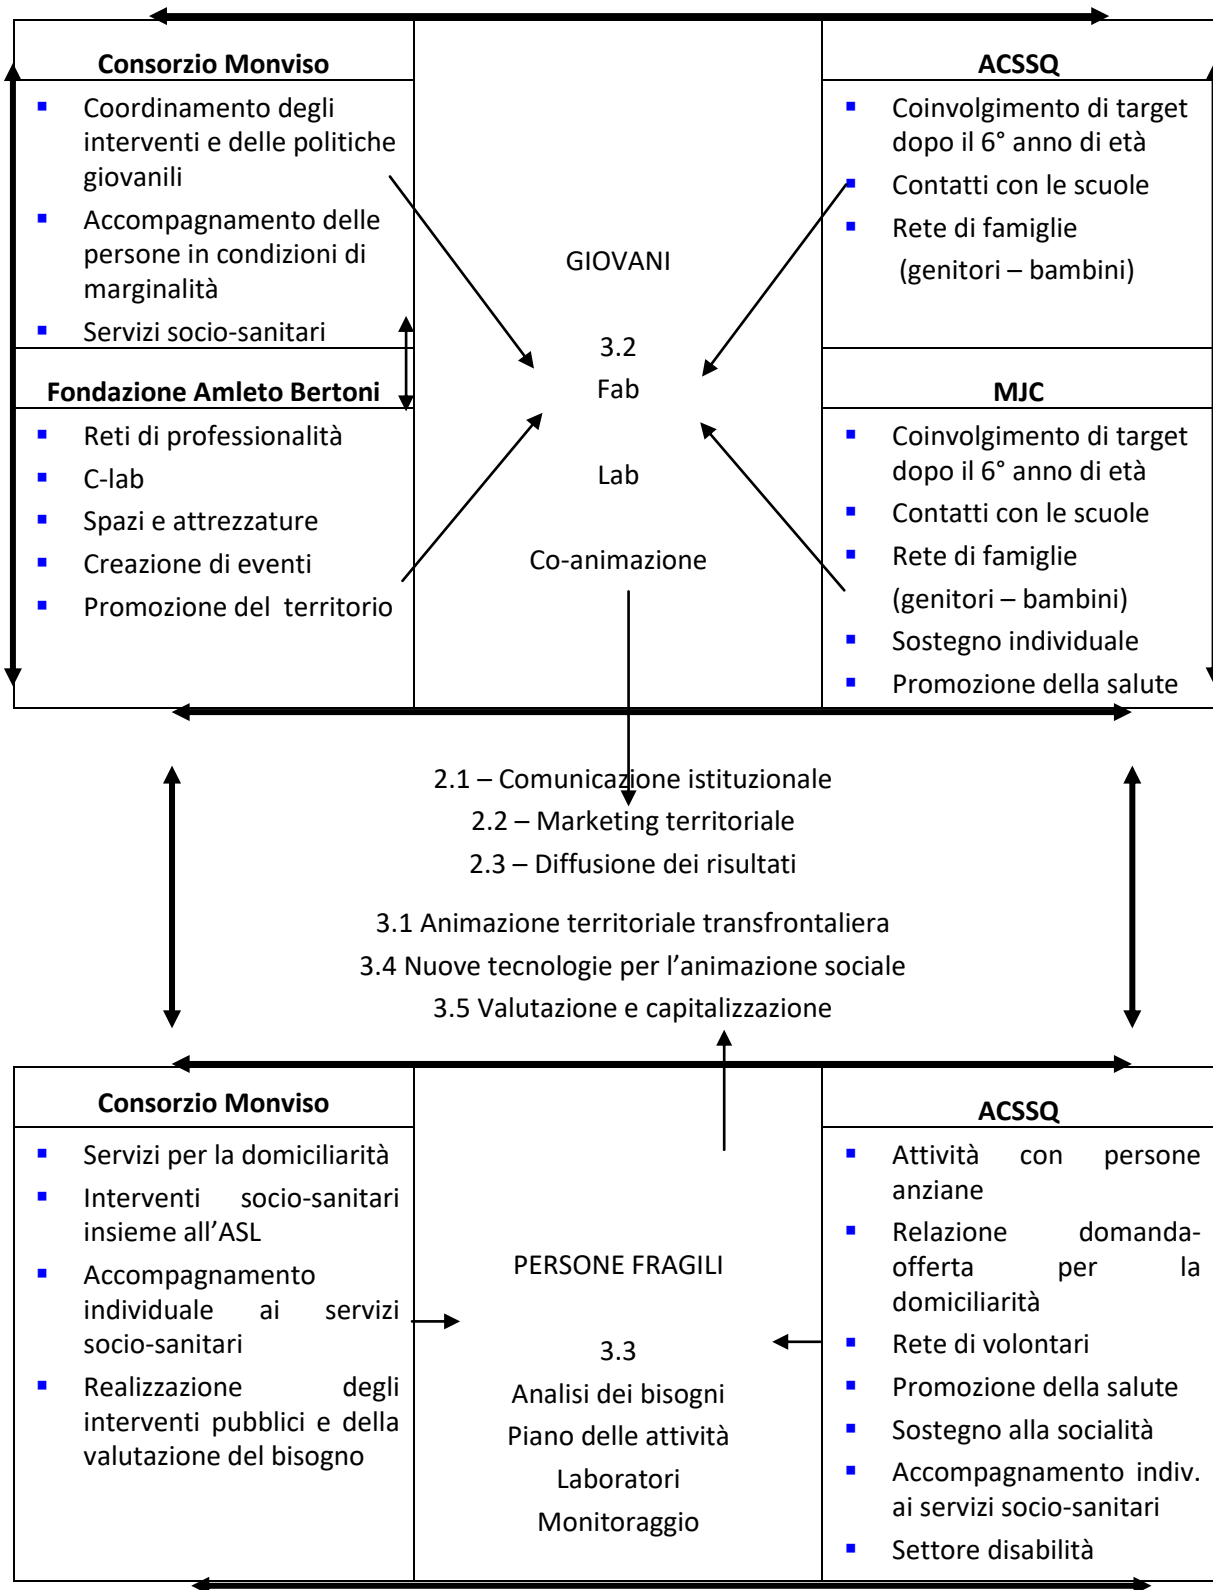 Consorzio Monviso
Coordinamento degli
interventi e delle politiche
giovanili
Accompagnamento delle
persone in condizioni di
marginalità
Servizi socio-sanitari
Fondazione Amleto Bertoni
Reti di professionalità
C-lab
Spazi e attrezzature
Creazione di eventi
Promozione del territorio
GIOVANI
3.2
Fab
Lab
Co-animazione
ACSSQ
Coinvolgimento di target
dopo il 6° anno di età
Contatti con le scuole
Rete di famiglie
(genitori – bambini)
MJC
Coinvolgimento di target
dopo il 6° anno di età
Contatti con le scuole
Rete di famiglie
(genitori – bambini)
Sostegno individuale
Promozione della salute
2.1 – Comunicazione istituzionale
2.2 – Marketing territoriale
2.3 – Diffusione dei risultati
3.1 Animazione territoriale transfrontaliera
3.4 Nuove tecnologie per l’animazione sociale
3.5 Valutazione e capitalizzazione
Consorzio Monviso
Servizi per la domiciliarità
Interventi socio-sanitari
insieme all’ASL
Accompagnamento
individuale ai servizi
socio-sanitari
Realizzazione degli
interventi pubblici e della
valutazione del bisogno
PERSONE FRAGILI
3.3
Analisi dei bisogni
Piano delle attività
Laboratori
Monitoraggio
ACSSQ
Attività con persone
anziane
Relazione domanda-
offerta per la
domiciliarità
Rete di volontari
Promozione della salute
Sostegno alla socialità
Accompagnamento indiv.
ai servizi socio-sanitari
Settore disabilità